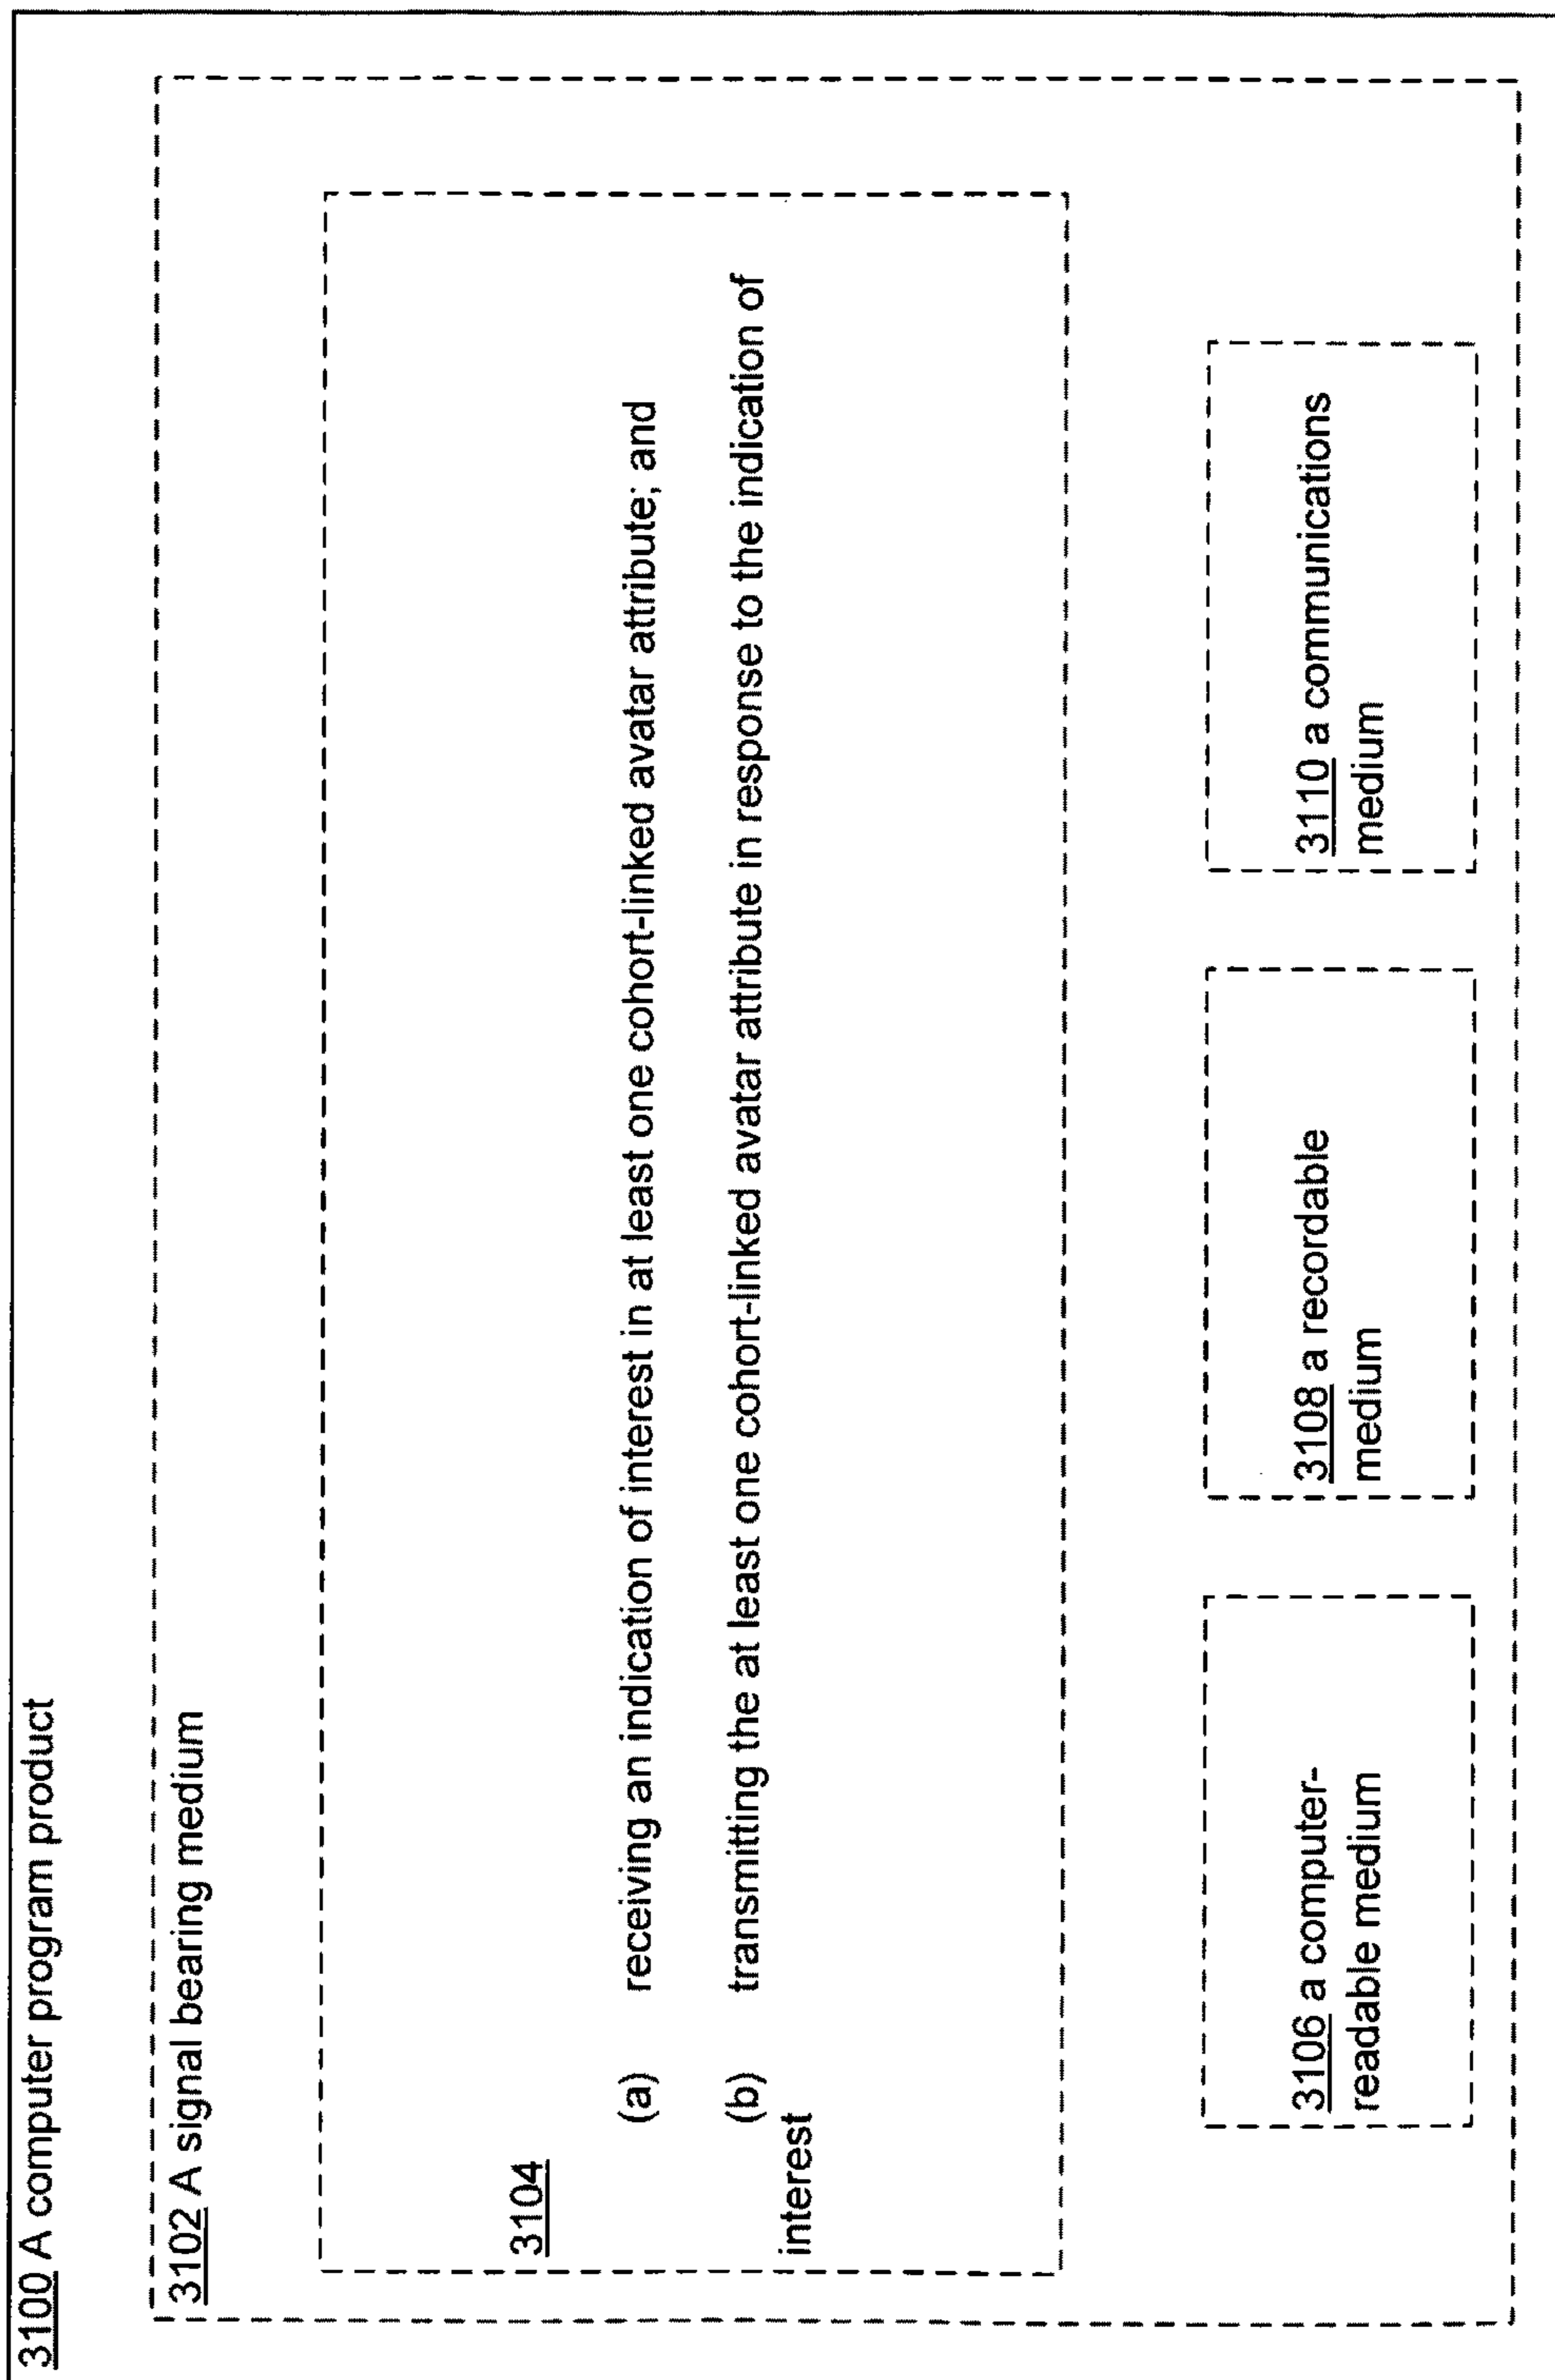 3100 A computer program product
3102 A signal bearing medium
3104
(a) receiving an indication of interest in at least one cohort-linked avatar attribute; and
(b) transmitting the at least one cohort-linked avatar attribute in response to the indication of
interest
3106 a computer-
readable medium
3108 a recordable
medium
3110 a communications
medium